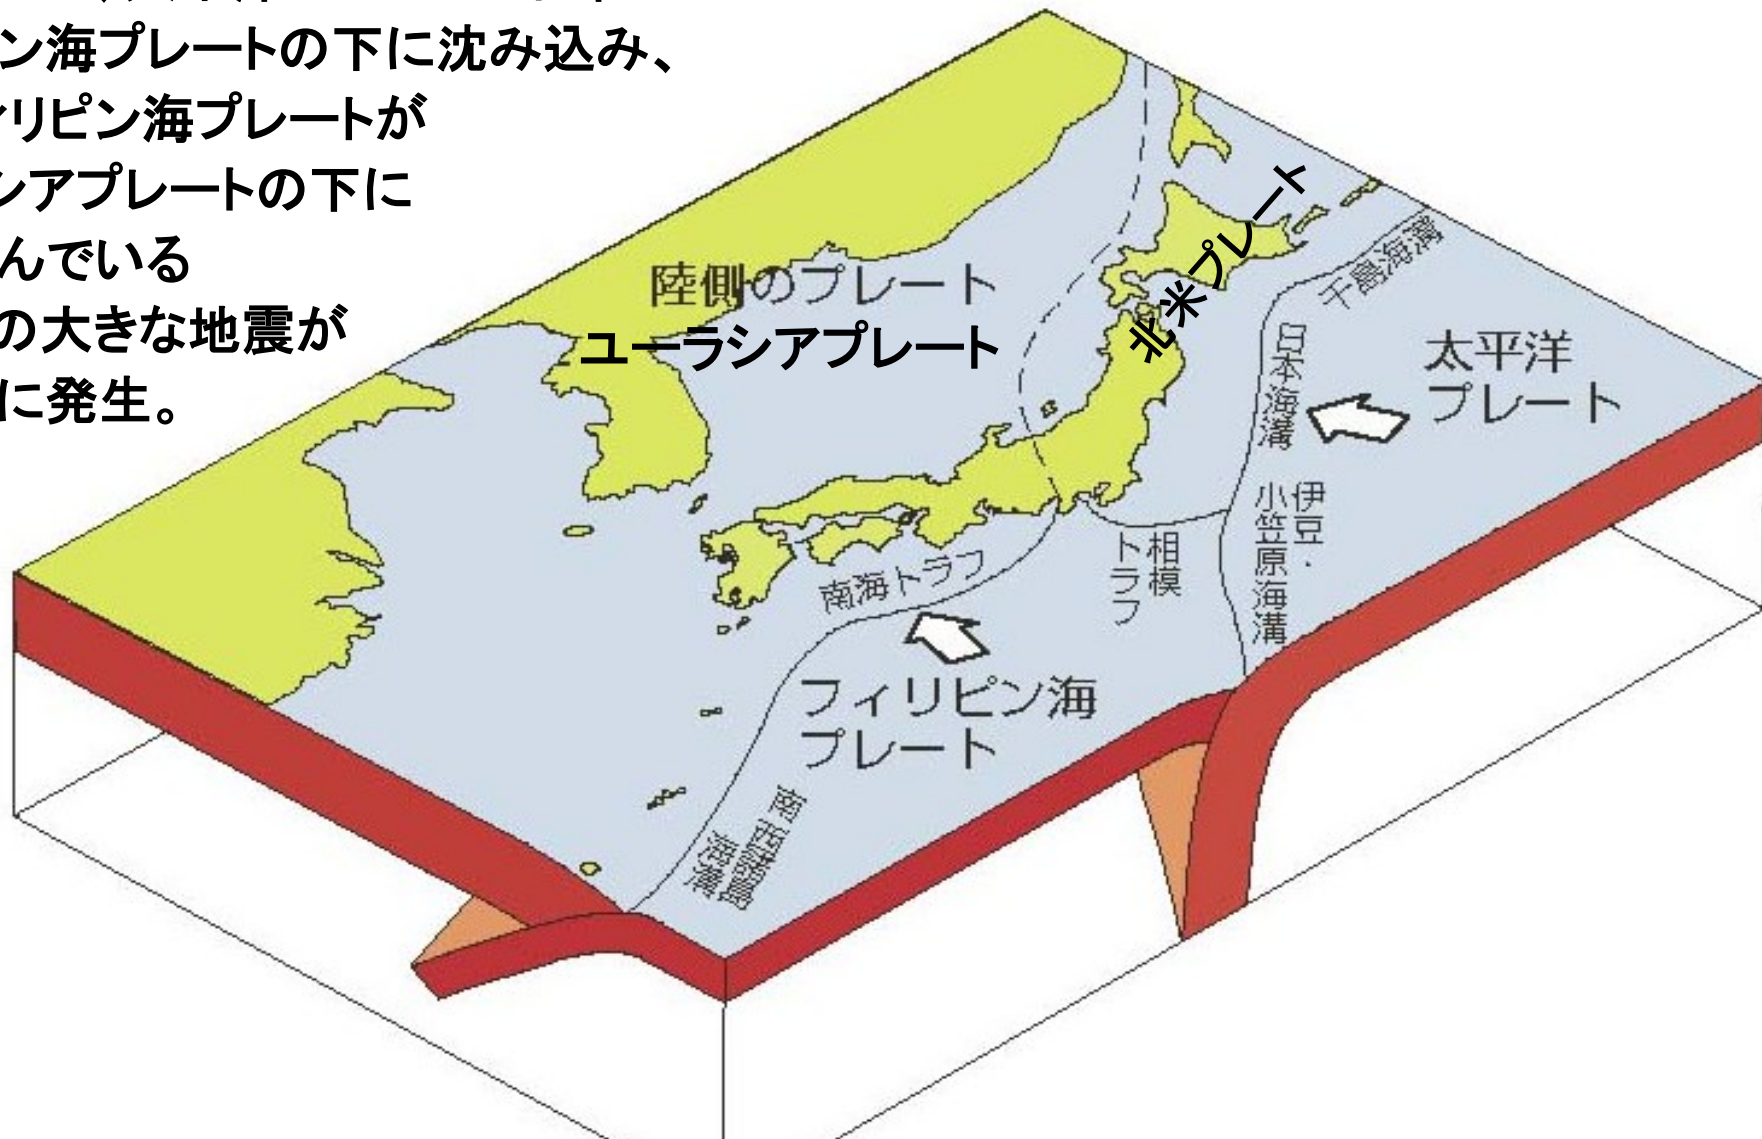 ン海プレートの下に沈み込み、
ィリピン海プレートが
シアプレートの下に
んでいる
の大きな地震が
に発生。
陸側のプレート
ユーラシアプレート
北米プレート
千島海溝
日本海溝
太平洋
プレート
伊豆・
小笠原海溝
相模
トラフ
南海トラフ
フィリピン海
プレート
南西諸島
海溝